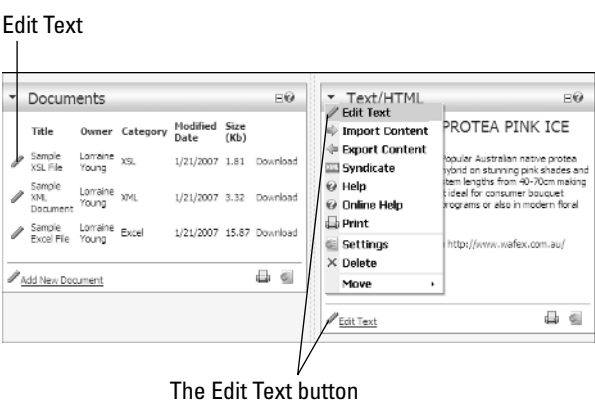 Edit Text
Documents
Title Owner Category Modified Date Size (Kb)
Sample XSL File Lorraine Young XSL 1/21/2007 1.81 Download
Sample XML Document Lorraine Young XML 1/21/2007 3.32 Download
Sample Excel File Lorraine Young Excel 1/21/2007 15.87 Download
Add New Document
Text/HTML
Edit Text
Import Content
Export Content
Syndicate
Help
Online Help
Print
Settings
Delete
Move
PROTEA PINK ICE
Popular Australian native protea
hybrid on stunning pink shades and
stem lengths from 40-70cm making
ideal for consumer bouquet
programs or also in modern floral
http://www.wafex.com.au/
Edit Text
The Edit Text button